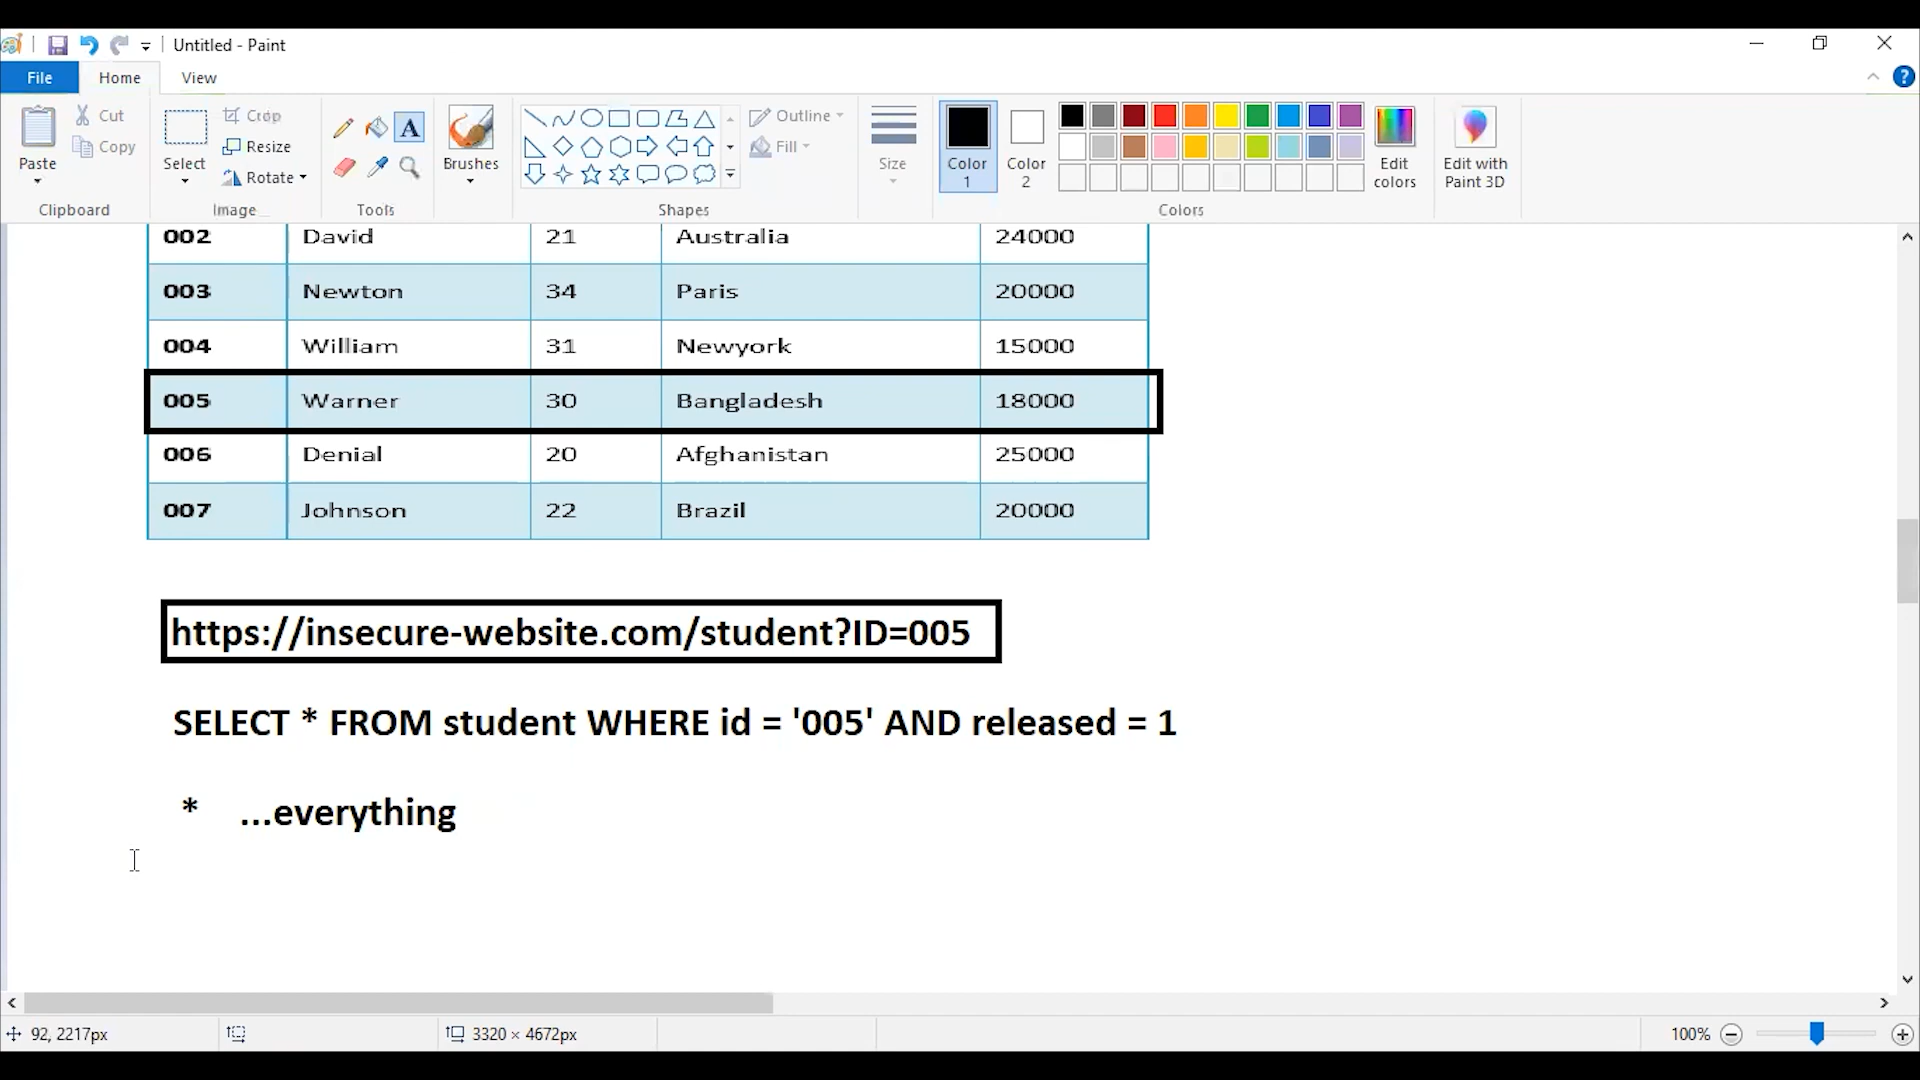 Untitled - Paint
File Home View
Paste
Cut
Copy
Clipboard
Select
Crop
Resize
Rotate
Image
A
Tools
Brushes
Shapes
Outline
Fill
Size
Color 1
Color 2
Colors
Edit colors
Edit with Paint 3D
?
002 David 21 Australia 24000
003 Newton 34 Paris 20000
004 William 31 Newyork 15000
005 Warner 30 Bangladesh 18000
006 Denial 20 Afghanistan 25000
007 Johnson 22 Brazil 20000
https://insecure-website.com/student?ID=005
SELECT * FROM student WHERE id = '005' AND released = 1
* ...everything
92, 2217px 3320 × 4672px 100%